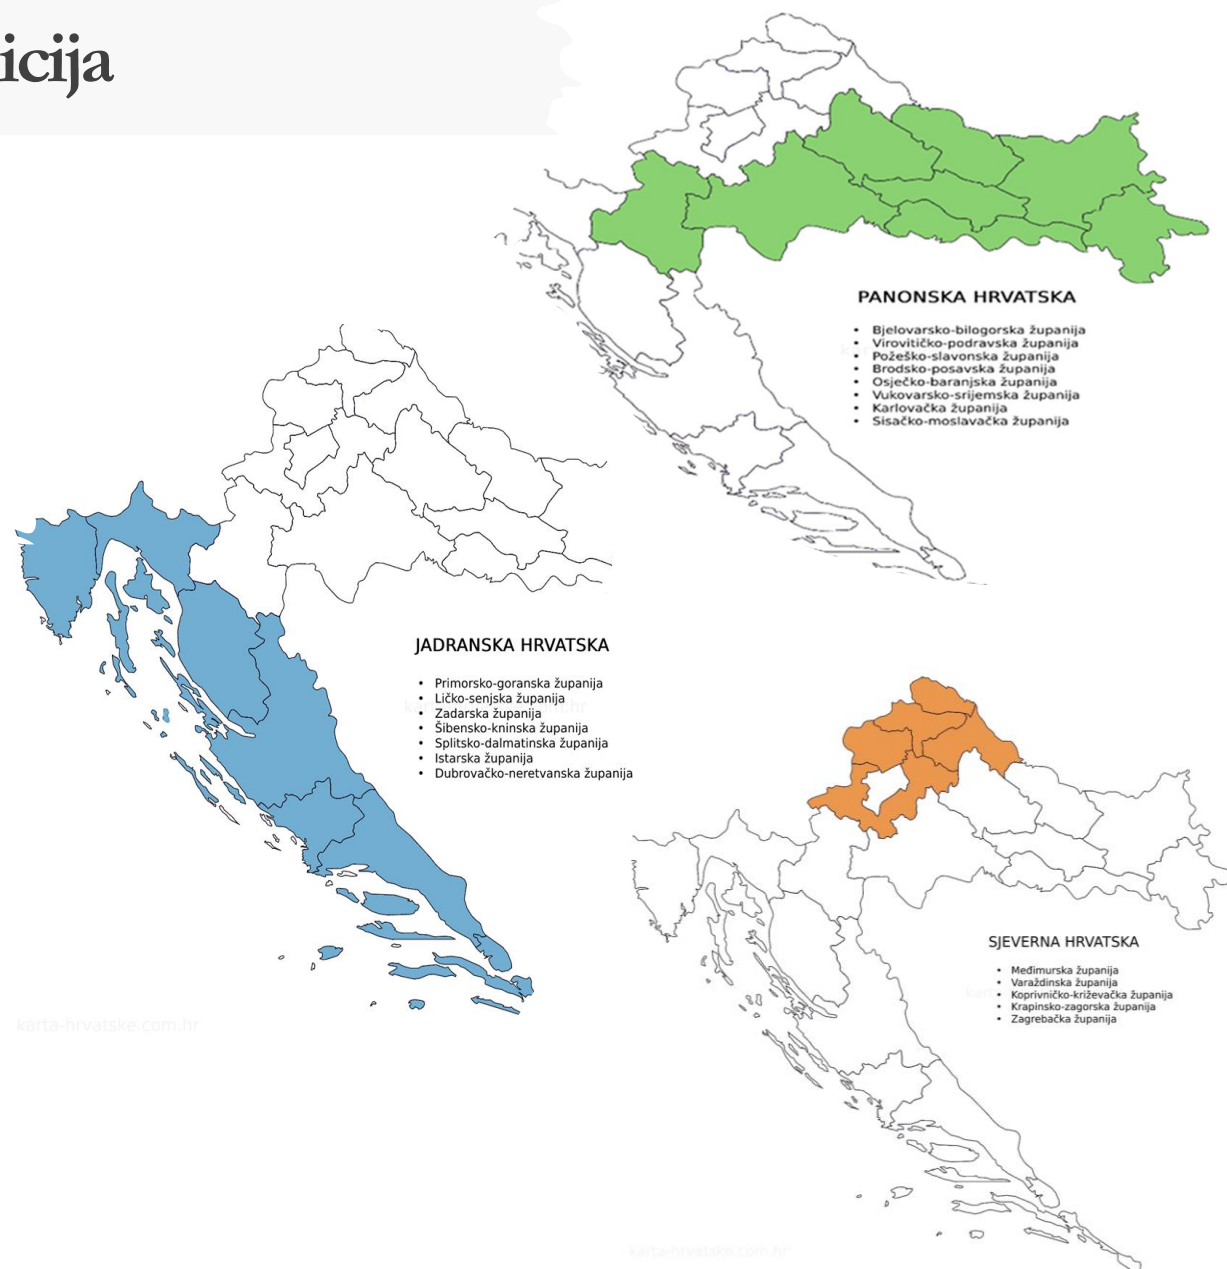 icija
PANONSKA HRVATSKA
• Bjelovarsko-bilogorska županija
• Virovitičko-podravska županija
• Požeško-slavonska županija
• Brodsko-posavska županija
• Osječko-baranjska županija
• Vukovarsko-srijemska županija
• Karlovačka županija
• Sisačko-moslavačka županija
JADRANSKA HRVATSKA
• Primorsko-goranska županija
• Ličko-senjska županija
• Zadarska županija
• Šibensko-kninska županija
• Splitsko-dalmatinska županija
• Istarska županija
• Dubrovačko-neretvanska županija
karta-hrvatske.com.hr
SJEVERNA HRVATSKA
• Međimurska županija
• Varaždinska županija
• Koprivničko-križevačka županija
• Krapinsko-zagorska županija
• Zagrebačka županija
karta-hrvatske.com.hr